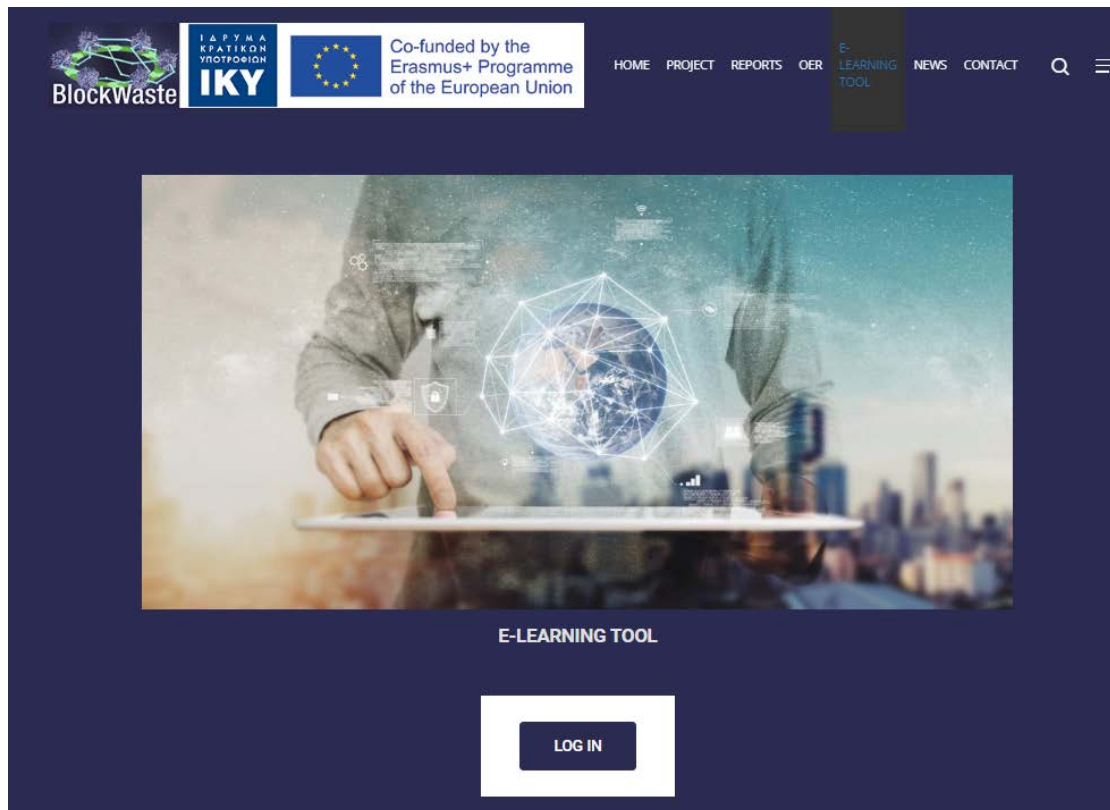 BlockWaste
ΙΔΡΥΜΑ
ΚΡΑΤΙΚΩΝ
ΥΠΟΤΡΟΦΙΩΝ
ΙΚΥ
Co-funded by the
Erasmus+ Programme
of the European Union
HOME PROJECT REPORTS OER E-LEARNING TOOL NEWS CONTACT
E-LEARNING TOOL
LOG IN